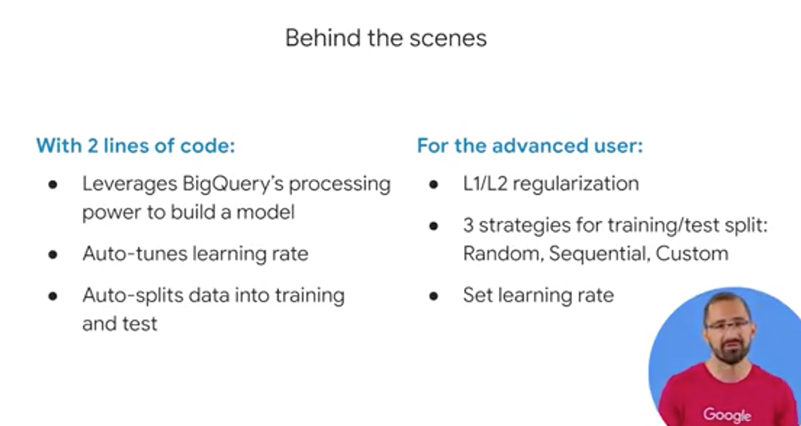 Behind the scenes
With 2 lines of code:
● Leverages BigQuery's processing
power to build a model
● Auto-tunes learning rate
● Auto-splits data into training
and test
For the advanced user:
● L1/L2 regularization
● 3 strategies for training/test split:
Random, Sequential, Custom
● Set learning rate
Google